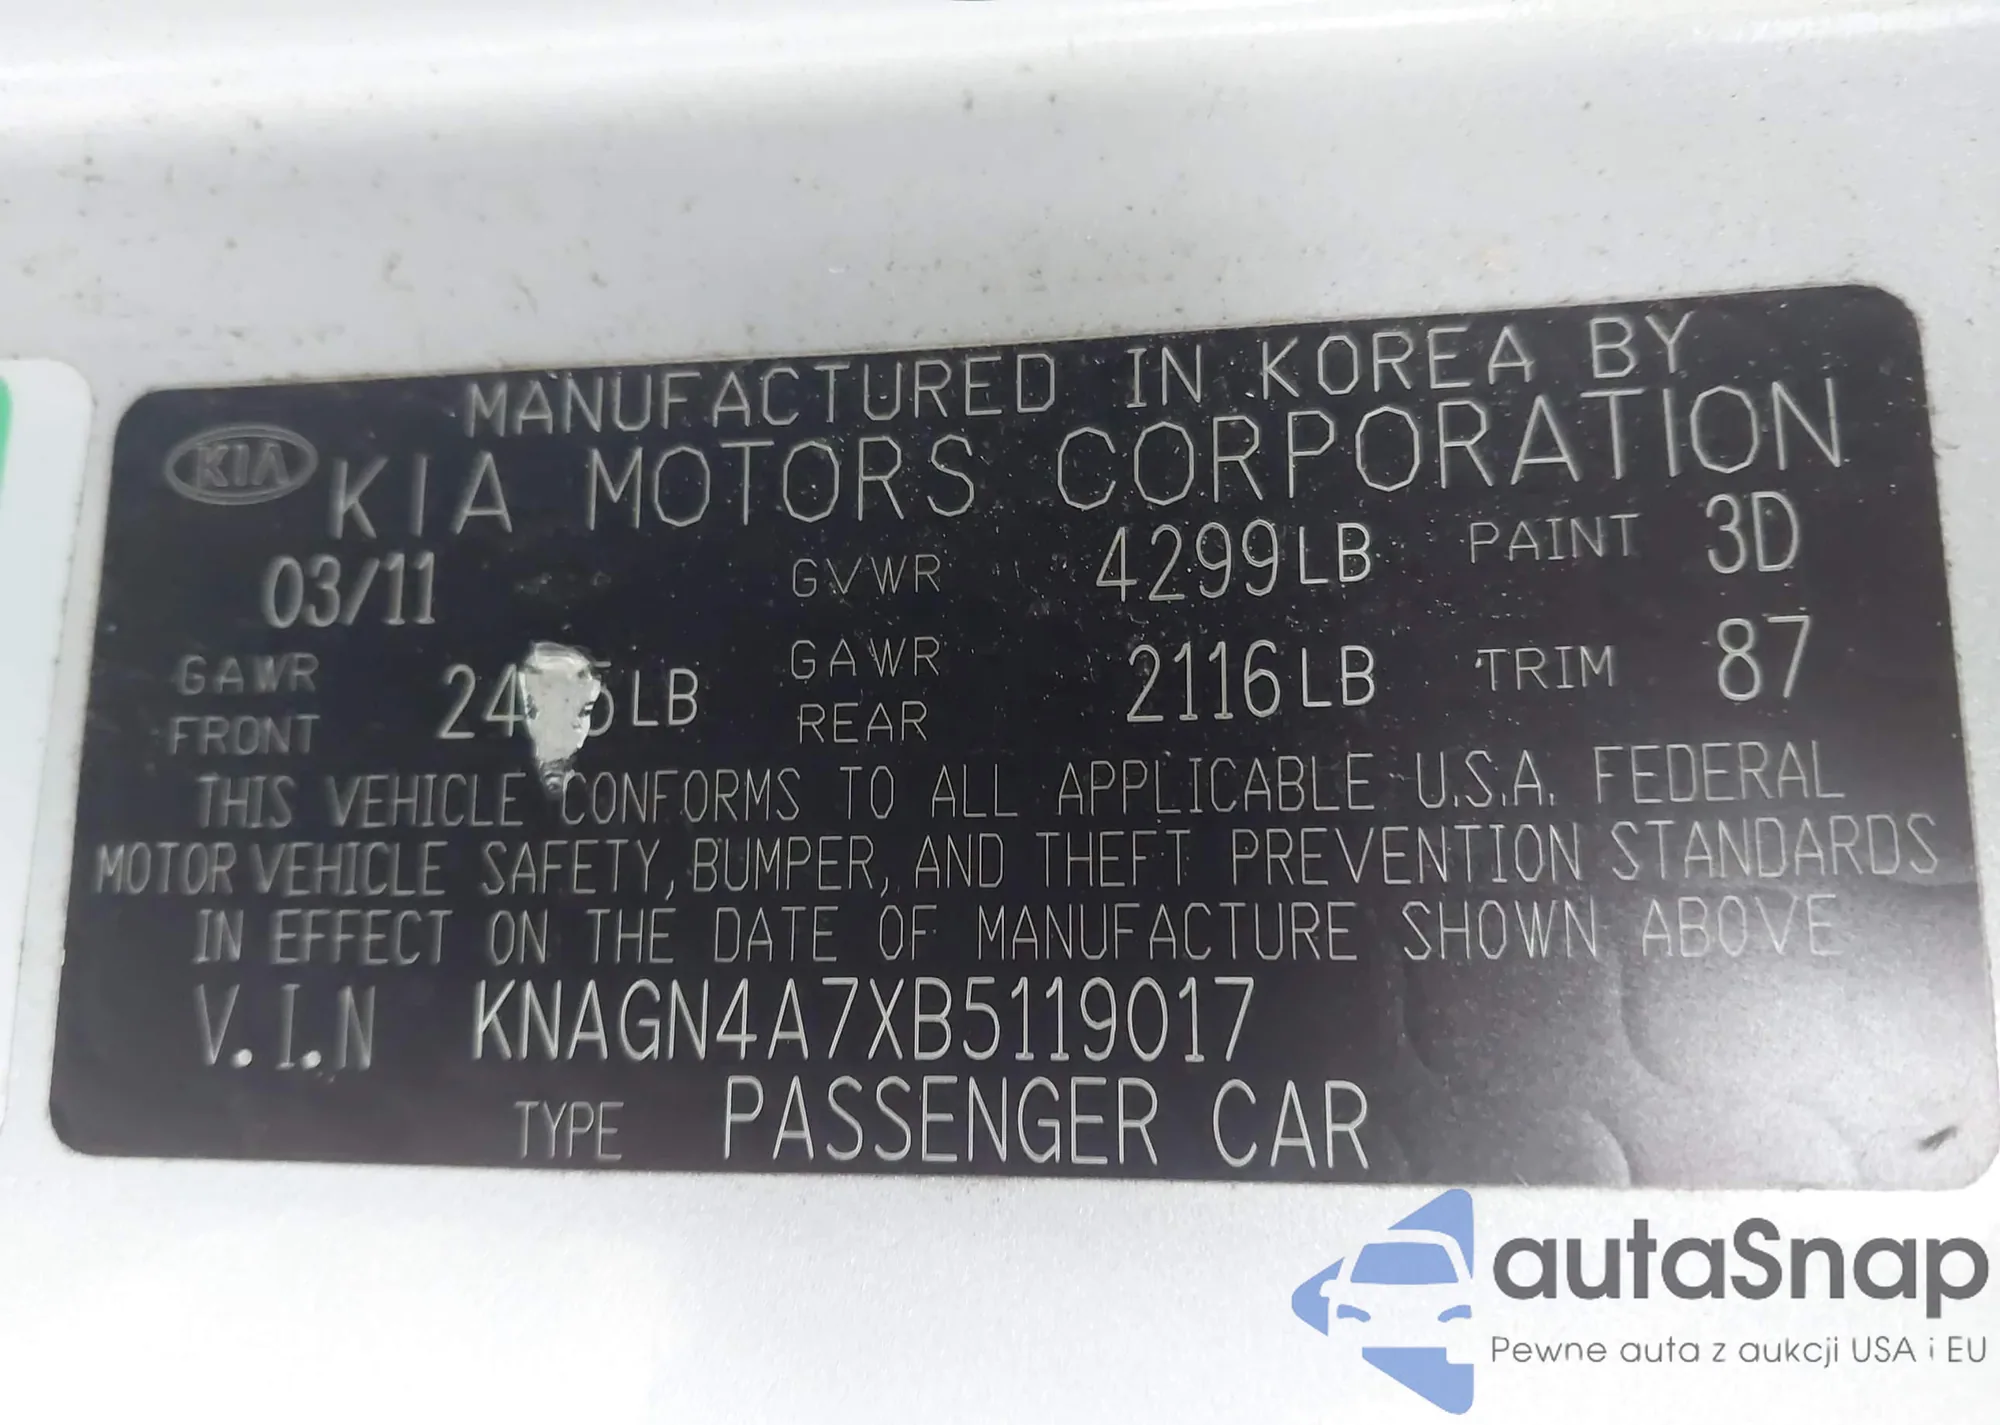 MANUFACTURED IN KOREA BY
KIA KIA MOTORS CORPORATION
03/11 GVWR 4299LB PAINT 3D
GAWR FRONT LB GAWR REAR 2116LB TRIM 87
THIS VEHICLE CONFORMS TO ALL APPLICABLE U.S.A. FEDERAL
MOTOR VEHICLE SAFETY, BUMPER, AND THEFT PREVENTION STANDARDS
IN EFFECT ON THE DATE OF MANUFACTURE SHOWN ABOVE
V.I.N KNAGN4A7XB5119017
TYPE PASSENGER CAR
autaSnap
Pewne auta z aukcji USA i EU